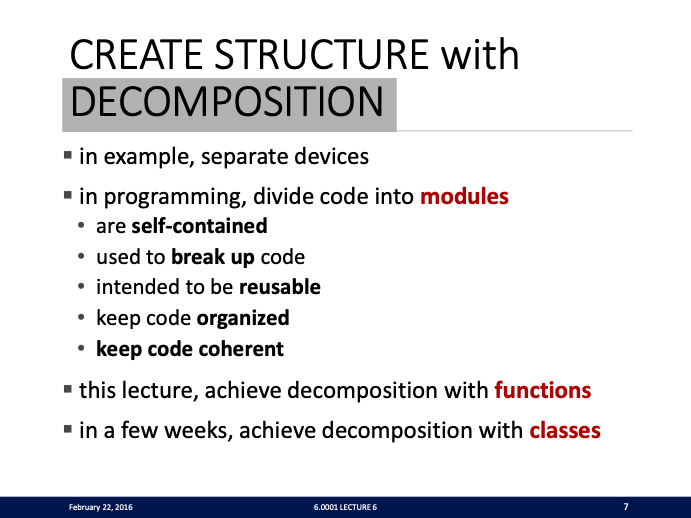 CREATE STRUCTURE with
DECOMPOSITION
▪ in example, separate devices
▪ in programming, divide code into modules
• are self-contained
• used to break up code
• intended to be reusable
• keep code organized
• keep code coherent
▪ this lecture, achieve decomposition with functions
▪ in a few weeks, achieve decomposition with classes
February 22, 2016 6.0001 LECTURE 6 7